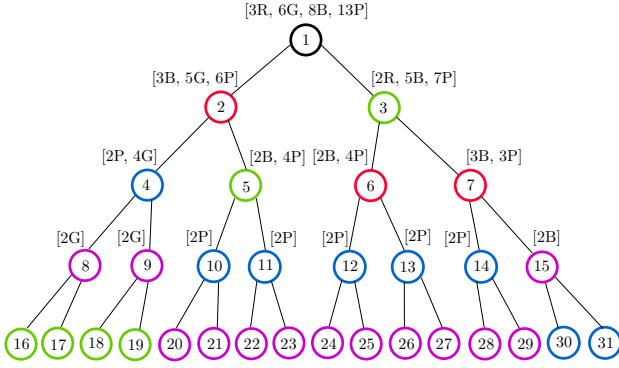 [3R, 6G, 8B, 13P]
1
[3B, 5G, 6P]
[2R, 5B, 7P]
2
3
[2P, 4G]
[2B, 4P]
[2B, 4P]
[3B, 3P]
4
5
6
7
[2G]
[2G]
[2P]
[2P]
[2P]
[2P]
[2P]
[2B]
8
9
10
11
12
13
14
15
16
17
18
19
20
21
22
23
24
25
26
27
28
29
30
31